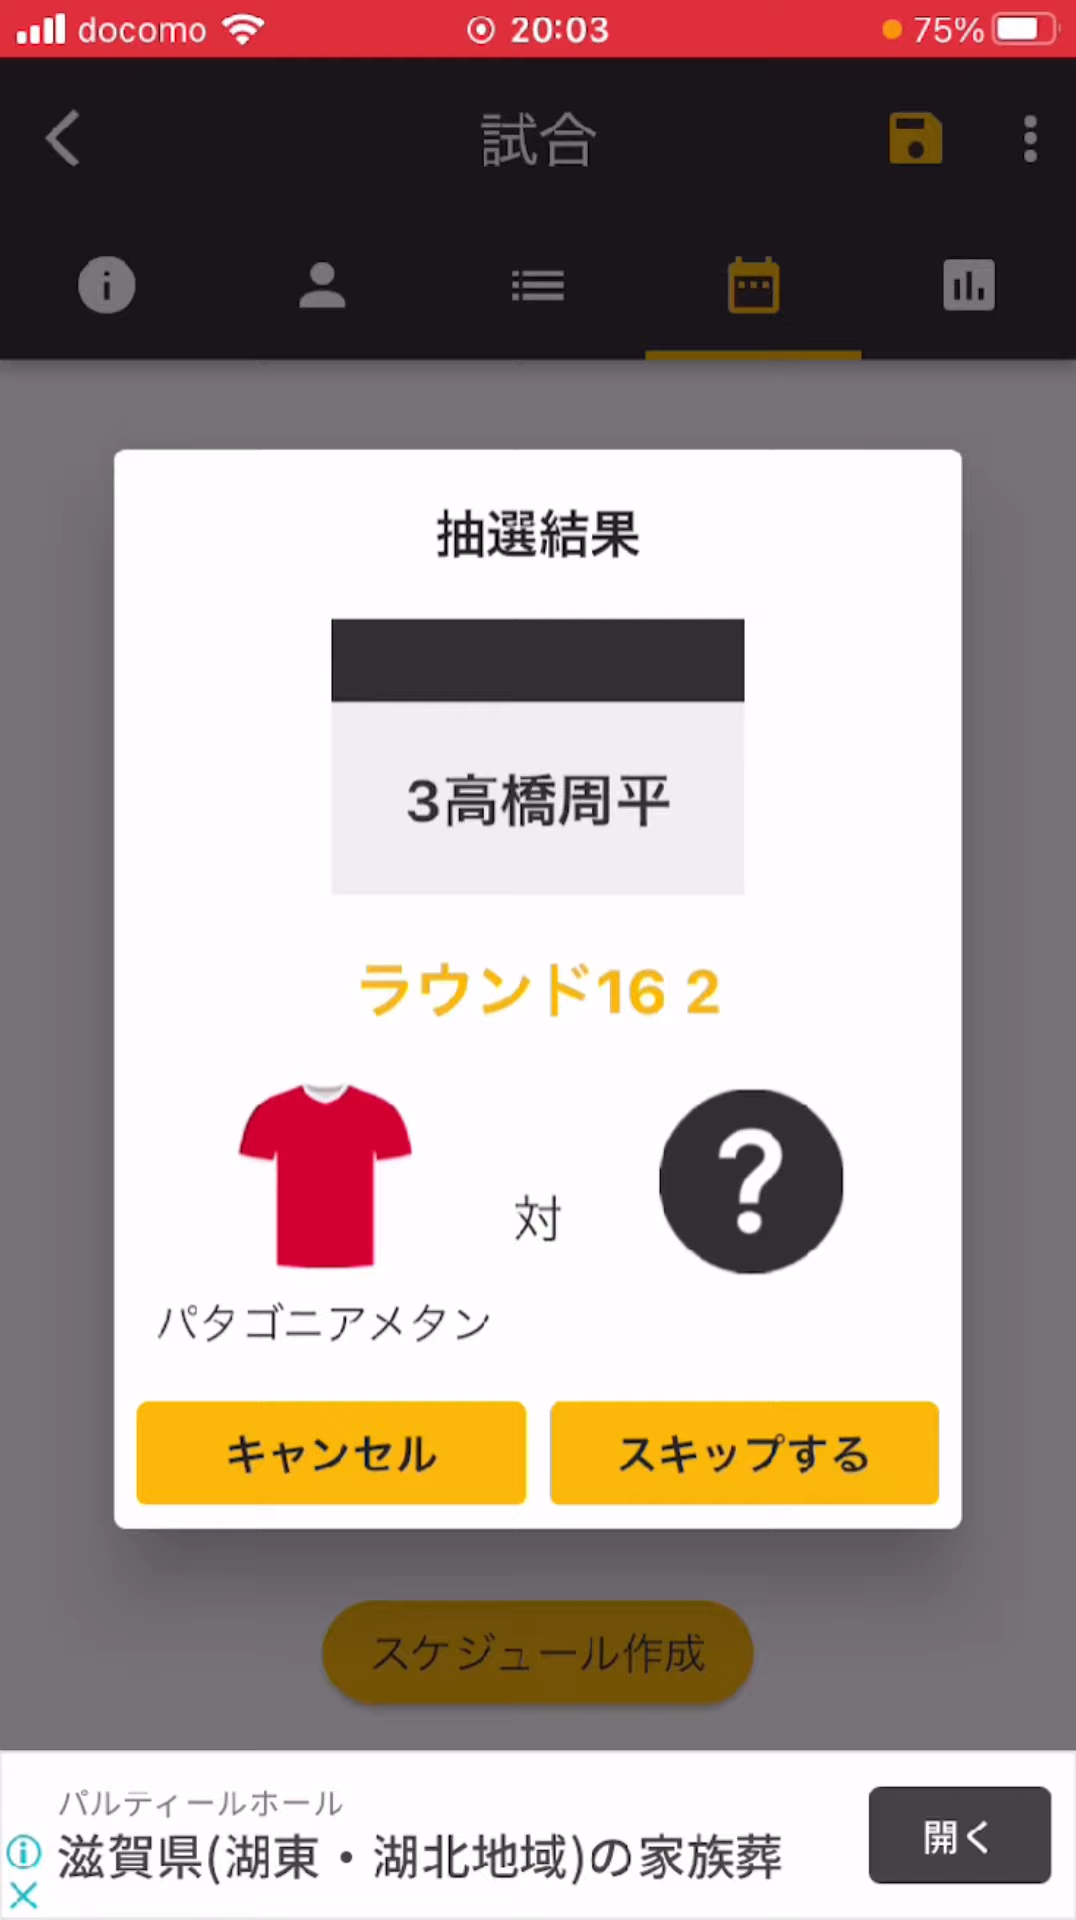 docomo 20:03 75%
試合
抽選結果
3高橋周平
ラウンド16 2
?
対
パタゴニアメタン
キャンセル スキップする
スケジュール作成
パルティールホール
滋賀県(湖東・湖北地域)の家族葬
開く